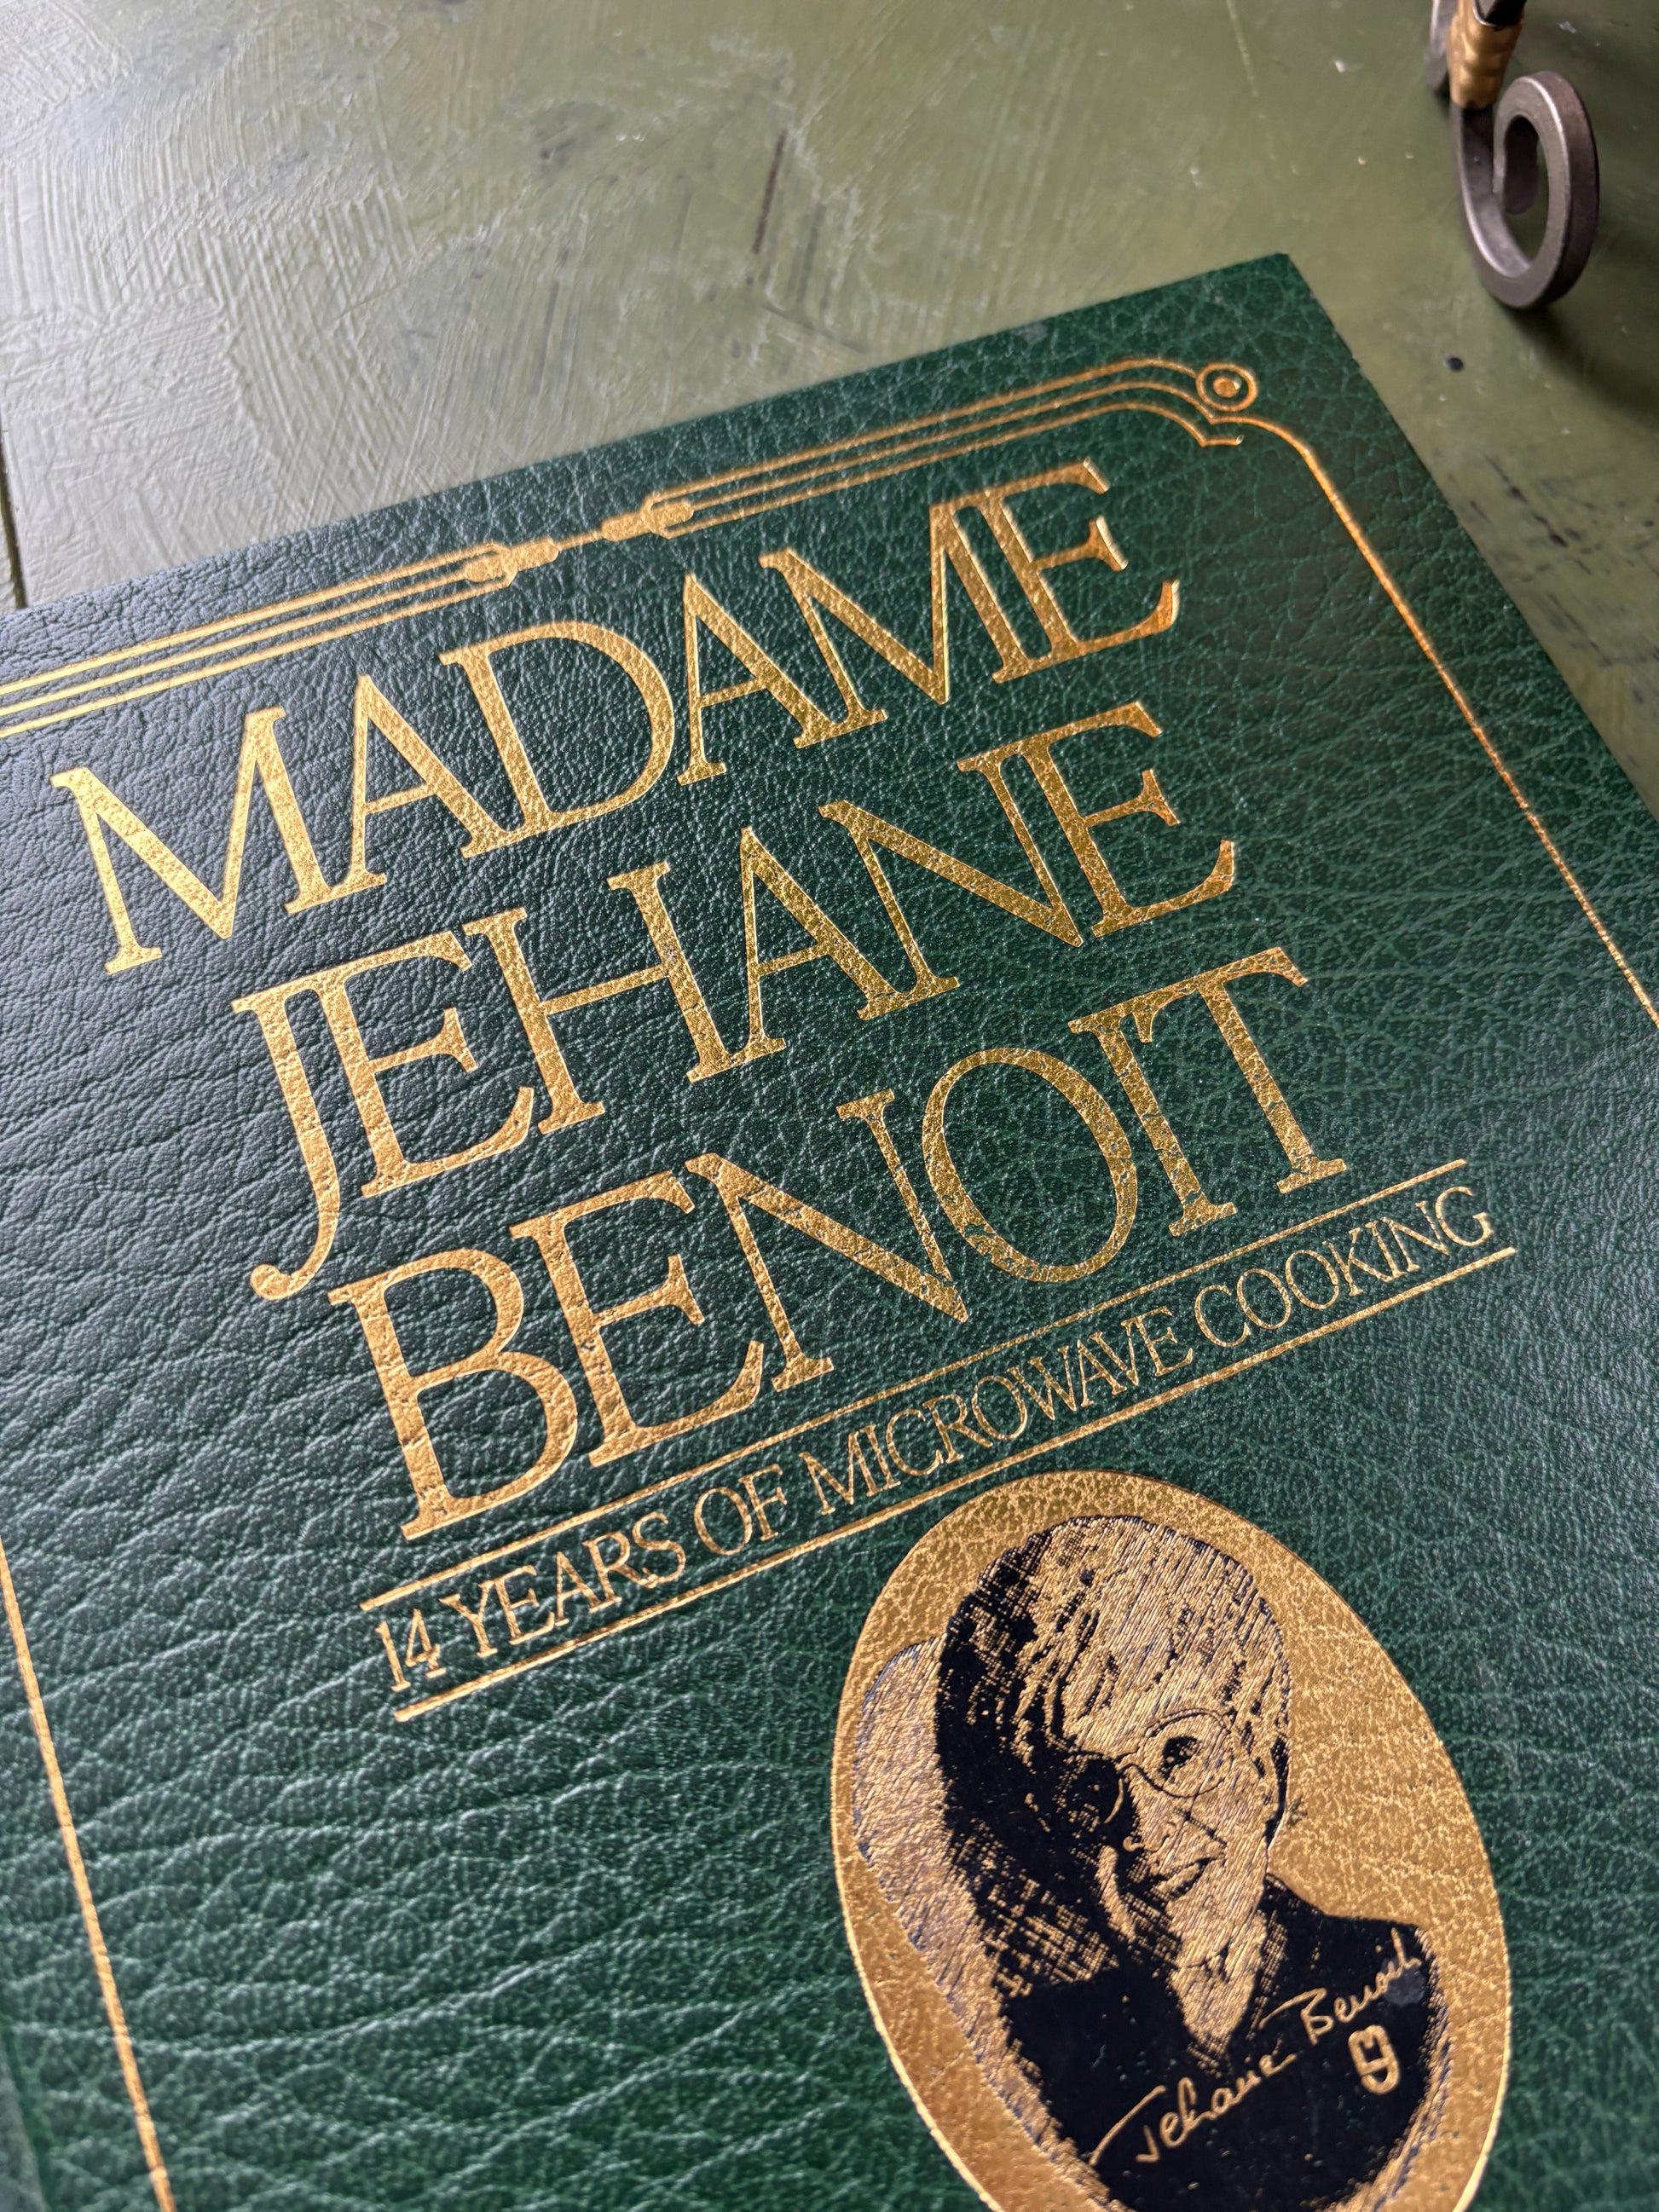 MADAME
JEHANE
BENOIT
14 YEARS OF MICROWAVE COOKING
Jehane Benoit